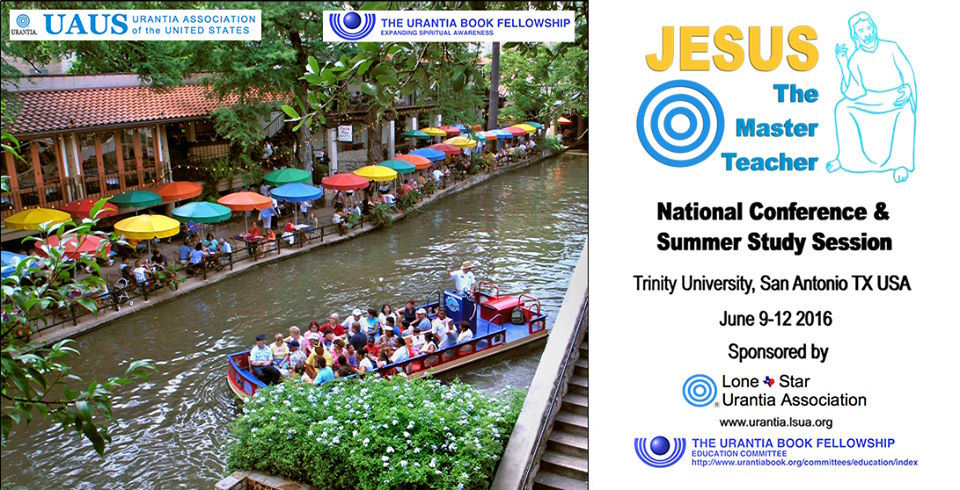 URANTIA.
UAUS URANTIA ASSOCIATION
of the UNITED STATES
THE URANTIA BOOK FELLOWSHIP
EXPANDING SPIRITUAL AWARENESS
JESUS
The
Master
Teacher
National Conference &
Summer Study Session
Trinity University, San Antonio TX USA
June 9-12 2016
Sponsored by
Lone Star
® Urantia Association
www.urantia.lsua.org
THE URANTIA BOOK FELLOWSHIP
EDUCATION COMMITTEE
http://www.urantiabook.org/committees/education/index